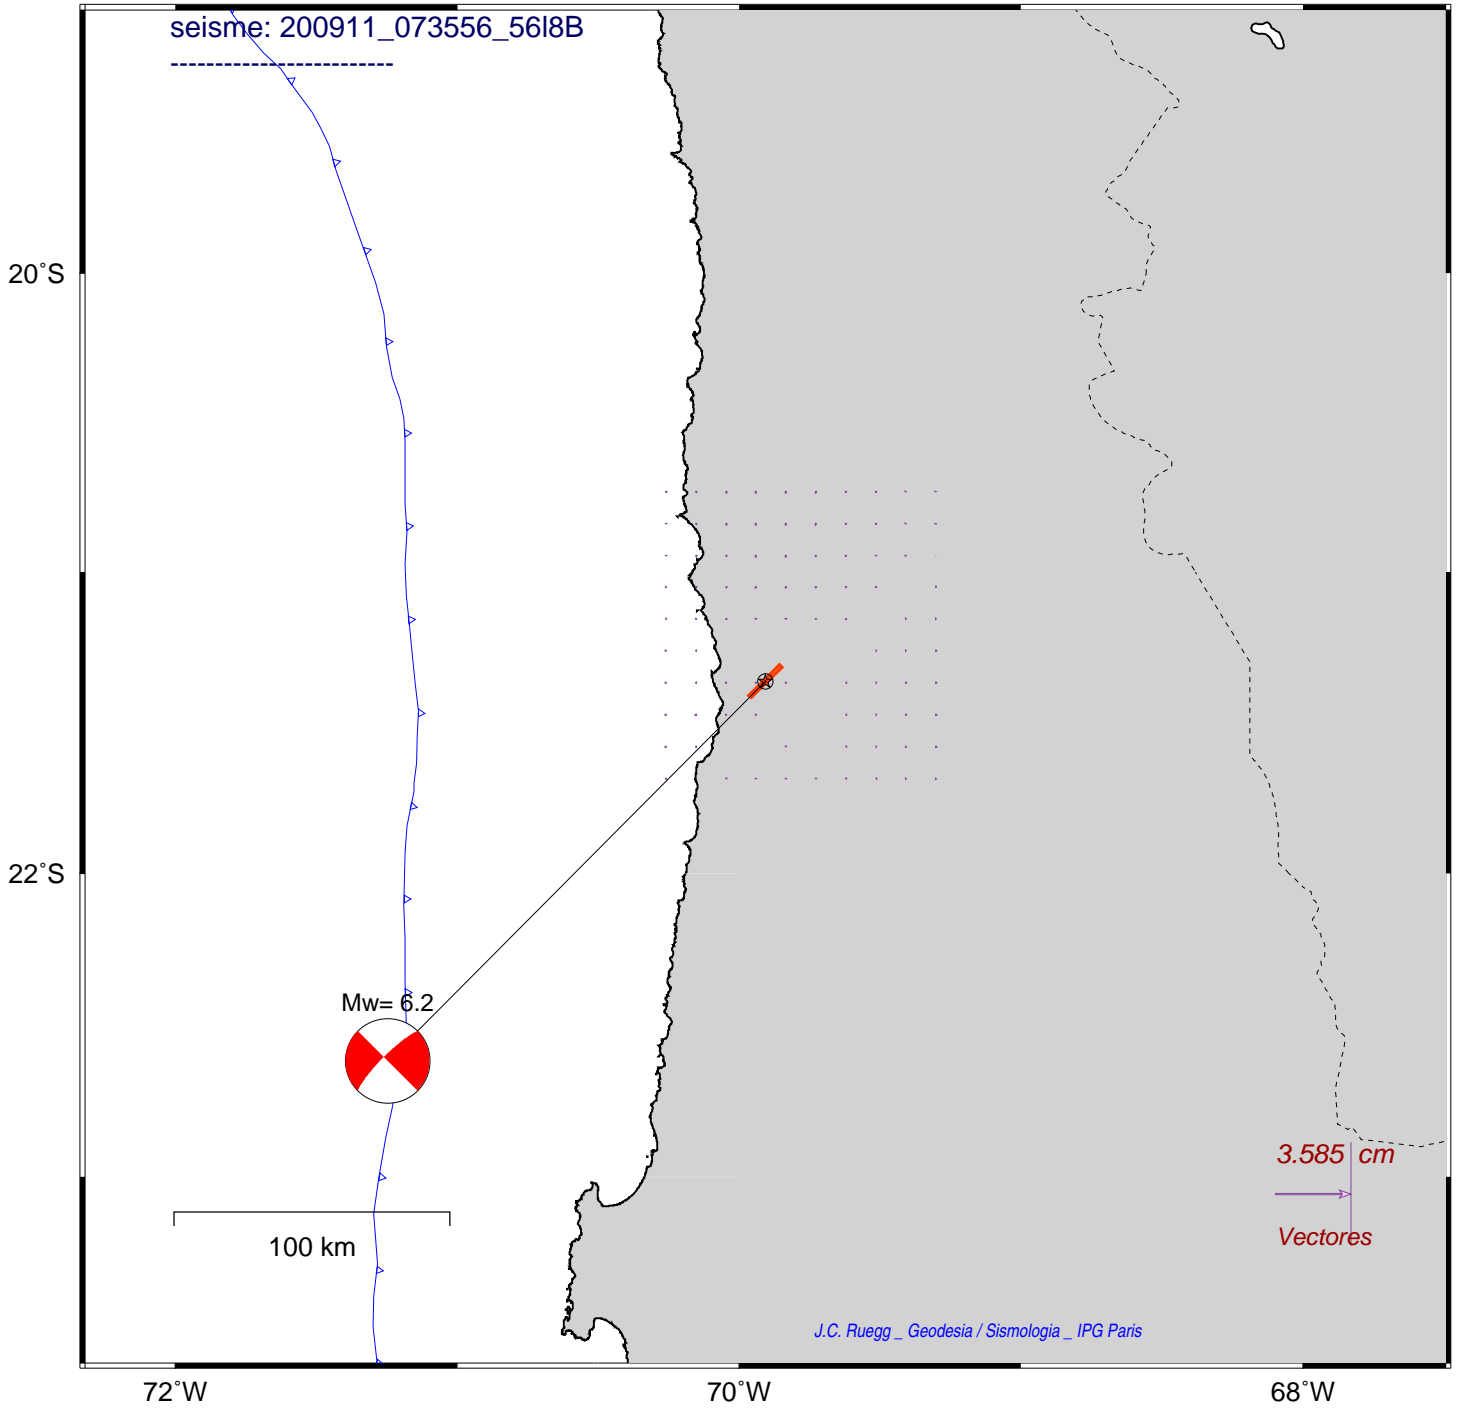 seisme: 200911_073556_56I8B
-------------------------
20°S
22°S
Mw= 6.2
3.585 cm
Vectores
100 km
J.C. Ruegg _ Geodesia / Sismologia _ IPG Paris
72°W
70°W
68°W